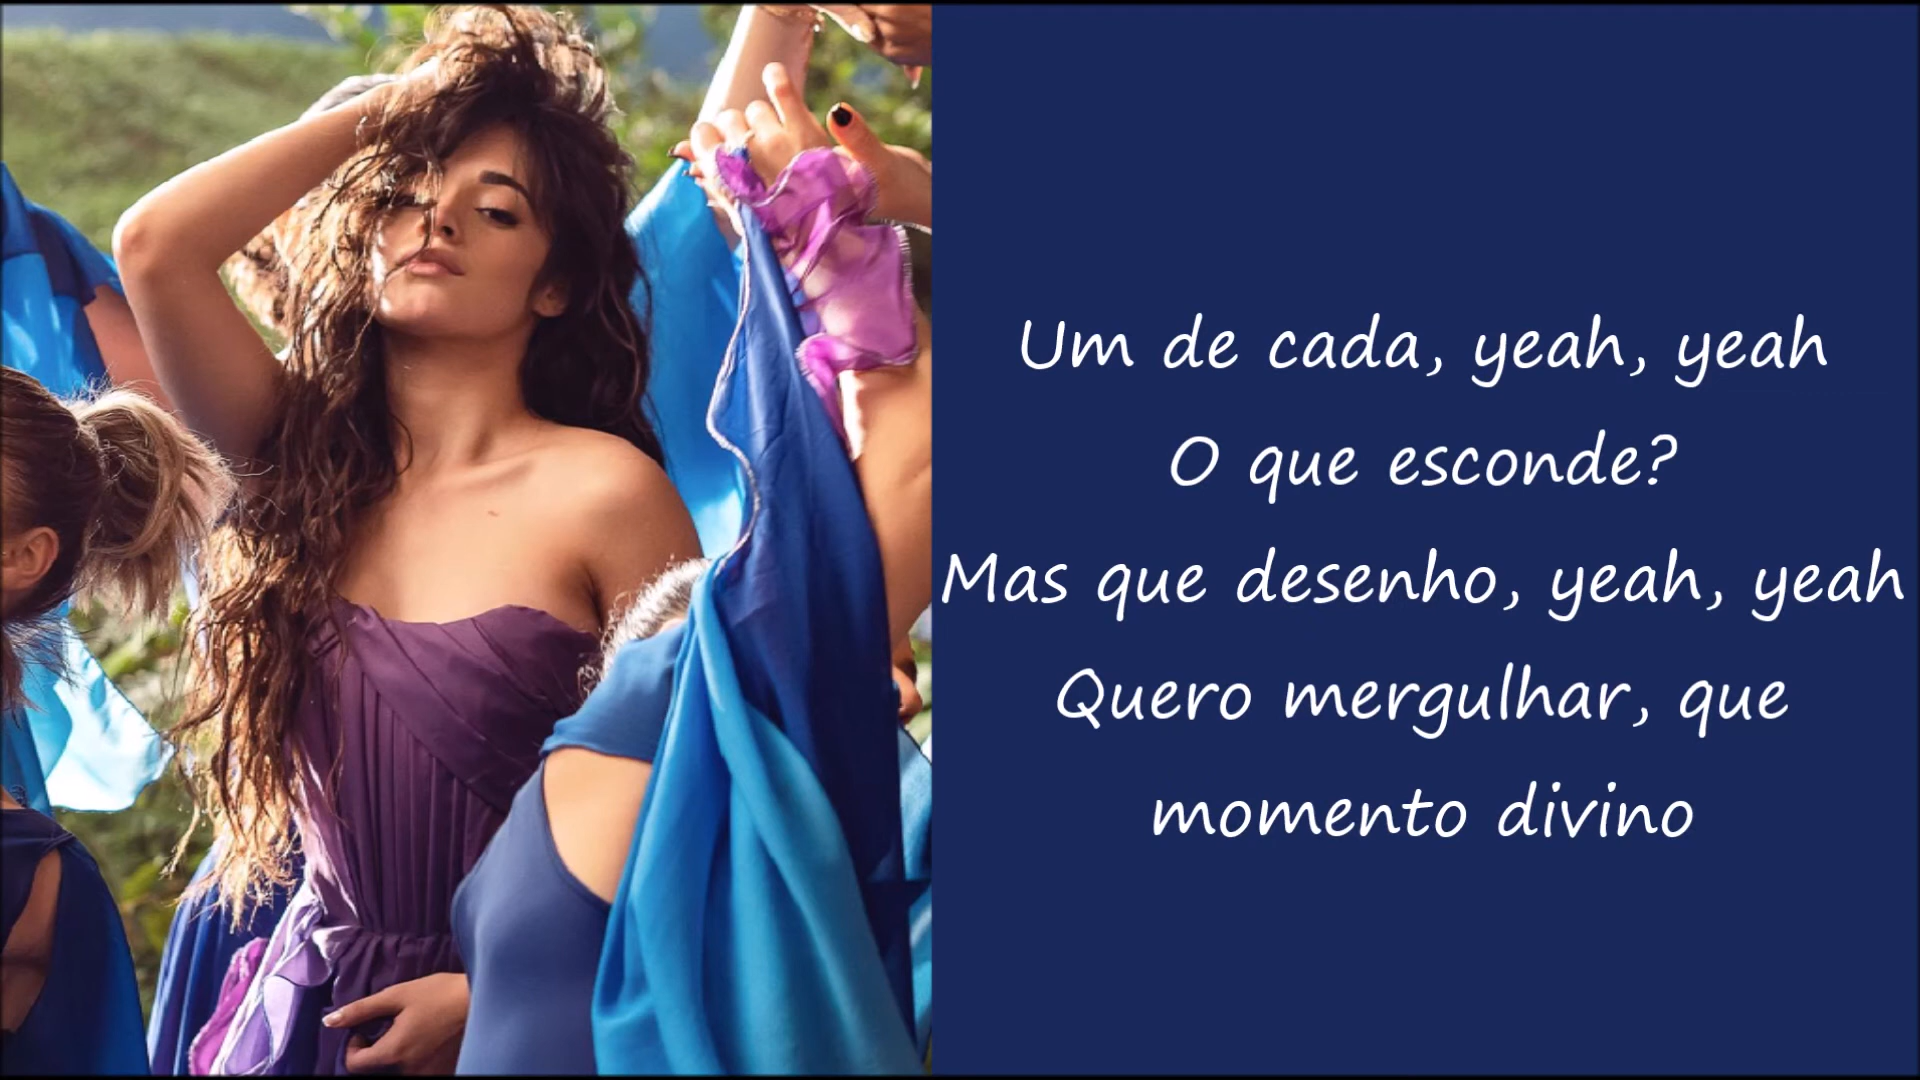 Um de cada, yeah, yeah
O que esconde?
Mas que desenho, yeah, yeah
Quero mergulhar, que
momento divino